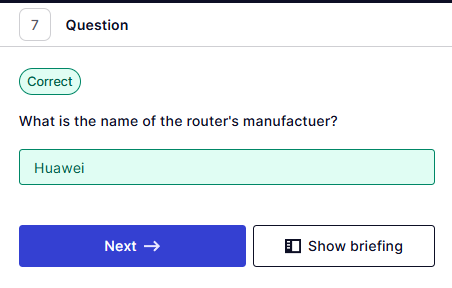 7 Question
Correct
What is the name of the router's manufactuer?
Huawei
Next → Show briefing